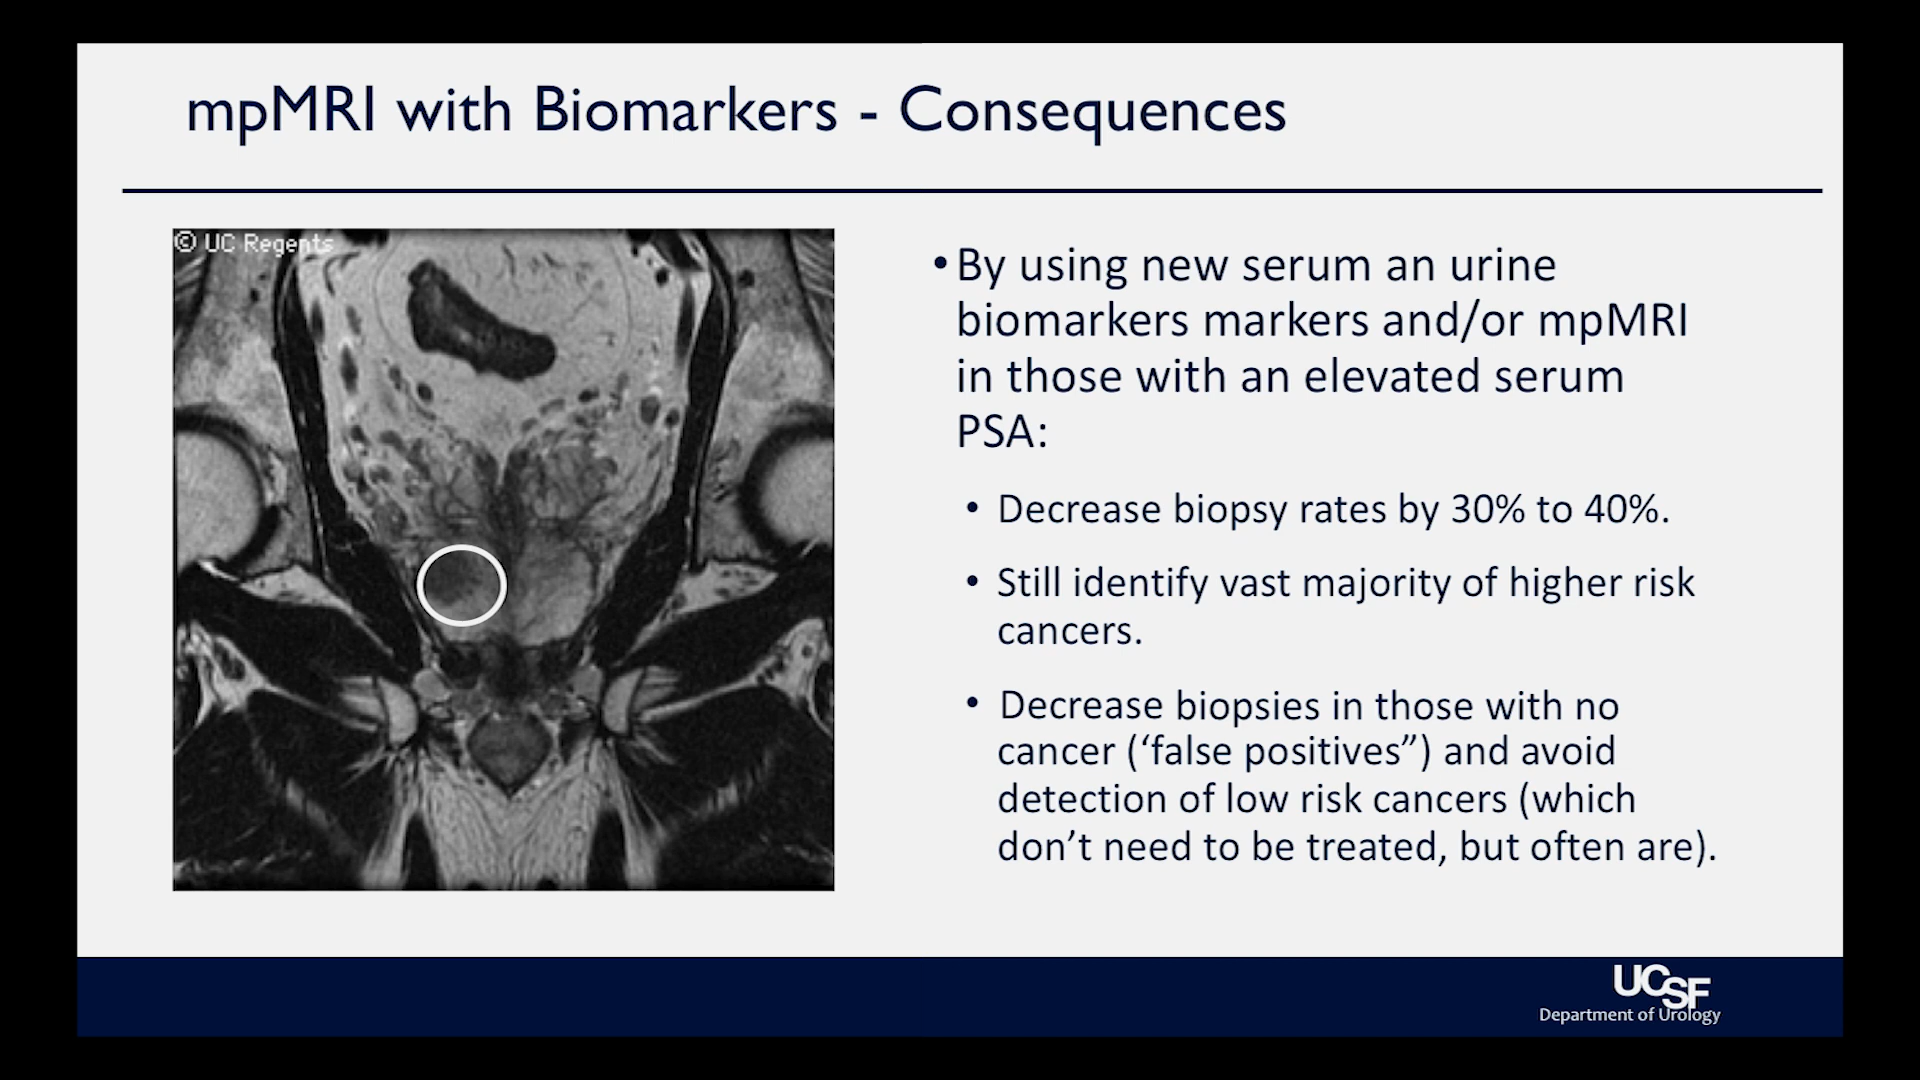 mpMRI with Biomarkers - Consequences
© UC Regents
•By using new serum an urine
biomarkers markers and/or mpMRI
in those with an elevated serum
PSA:
• Decrease biopsy rates by 30% to 40%.
• Still identify vast majority of higher risk
cancers.
• Decrease biopsies in those with no
cancer (‘false positives”) and avoid
detection of low risk cancers (which
don’t need to be treated, but often are).
UCSF
Department of Urology